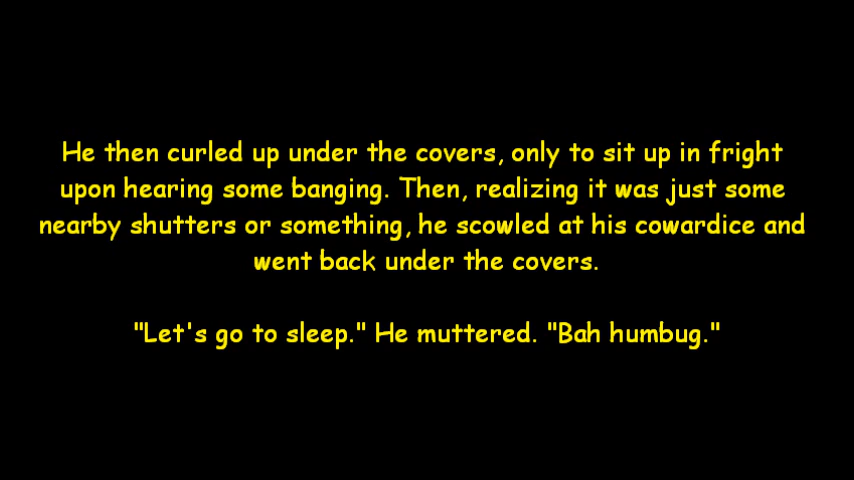 He then curled up under the covers, only to sit up in fright
upon hearing some banging. Then, realizing it was just some
nearby shutters or something, he scowled at his cowardice and
went back under the covers.
"Let's go to sleep." He muttered. "Bah humbug."